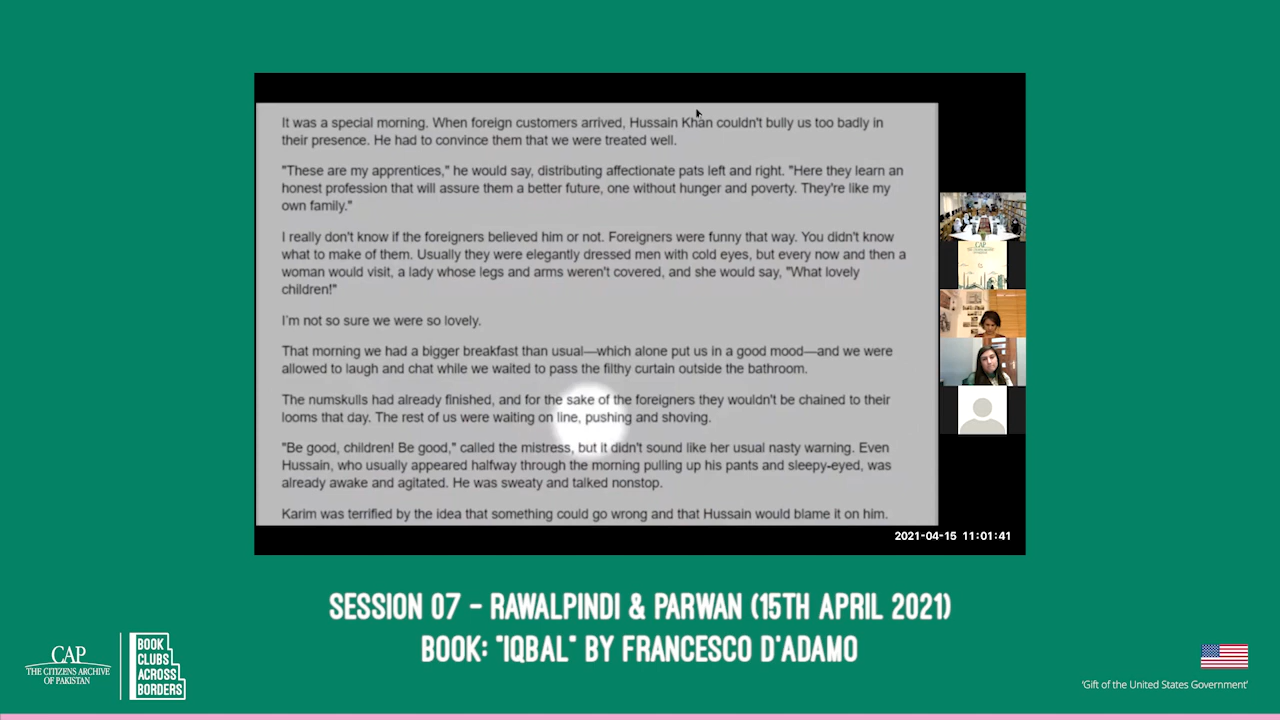 It was a special morning. When foreign customers arrived, Hussain Khan couldn't bully us too badly in
their presence. He had to convince them that we were treated well.
"These are my apprentices," he would say, distributing affectionate pats left and right. "Here they learn an
honest profession that will assure them a better future, one without hunger and poverty. They're like my
own family."
I really don't know if the foreigners believed him or not. Foreigners were funny that way. You didn't know
what to make of them. Usually they were elegantly dressed men with cold eyes, but every now and then a
woman would visit, a lady whose legs and arms weren't covered, and she would say, "What lovely
children!"
I'm not so sure we were so lovely.
That morning we had a bigger breakfast than usual—which alone put us in a good mood—and we were
allowed to laugh and chat while we waited to pass the filthy curtain outside the bathroom.
The numskulls had already finished, and for the sake of the foreigners they wouldn't be chained to their
looms that day. The rest of us were waiting on line, pushing and shoving.
"Be good, children! Be good," called the mistress, but it didn't sound like her usual nasty warning. Even
Hussain, who usually appeared halfway through the morning pulling up his pants and sleepy-eyed, was
already awake and agitated. He was sweaty and talked nonstop.
Karim was terrified by the idea that something could go wrong and that Hussain would blame it on him.
CAP
2021-04-15 11:01:41
SESSION 07 - RAWALPINDI & PARWAN (15TH APRIL 2021)
BOOK: "IQBAL" BY FRANCESCO D'ADAMO
CAP
THE CITIZENS ARCHIVE
OF PAKISTAN
BOOK
CLUBS
ACROSS
BORDERS
'Gift of the United States Government'